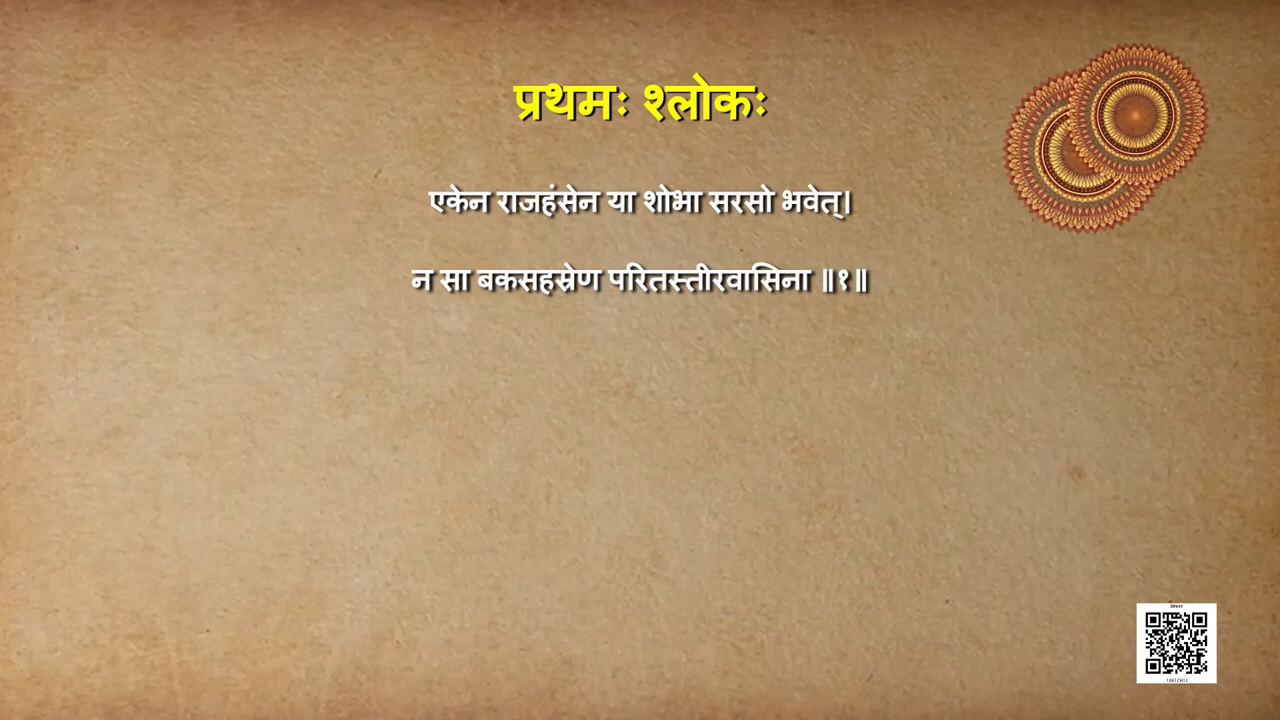 प्रथमः श्लोकः
एकेन राजहंसेन या शोभा सरसो भवेत्।
न सा बकसहस्रेण परितस्तीरवासिना ॥१॥